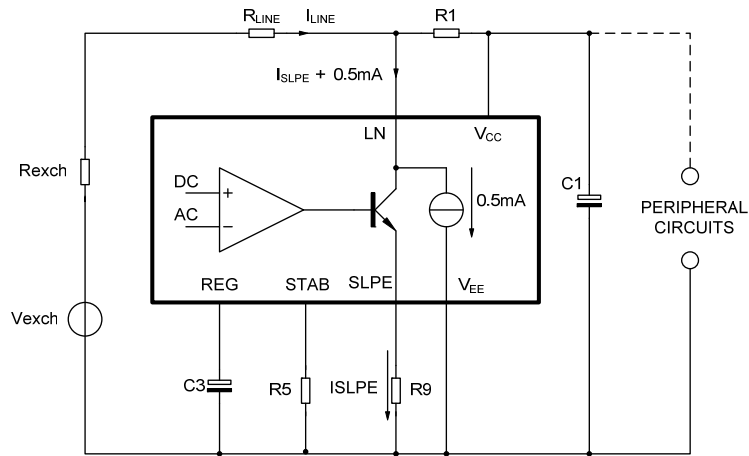 RLINE ILINE R1
ISLPE + 0.5mA
LN VCC
Rexch
DC +
AC −
0.5mA
C1
PERIPHERAL
CIRCUITS
REG STAB SLPE VEE
Vexch
C3 R5 ISLPE R9